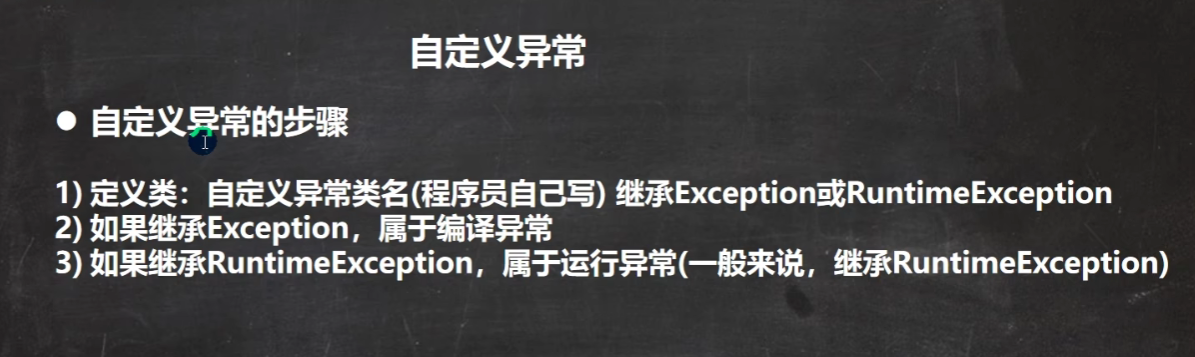 自定义异常
● 自定义异常的步骤
1) 定义类：自定义异常类名(程序员自己写) 继承Exception或RuntimeException
2) 如果继承Exception，属于编译异常
3) 如果继承RuntimeException，属于运行异常(一般来说，继承RuntimeException)